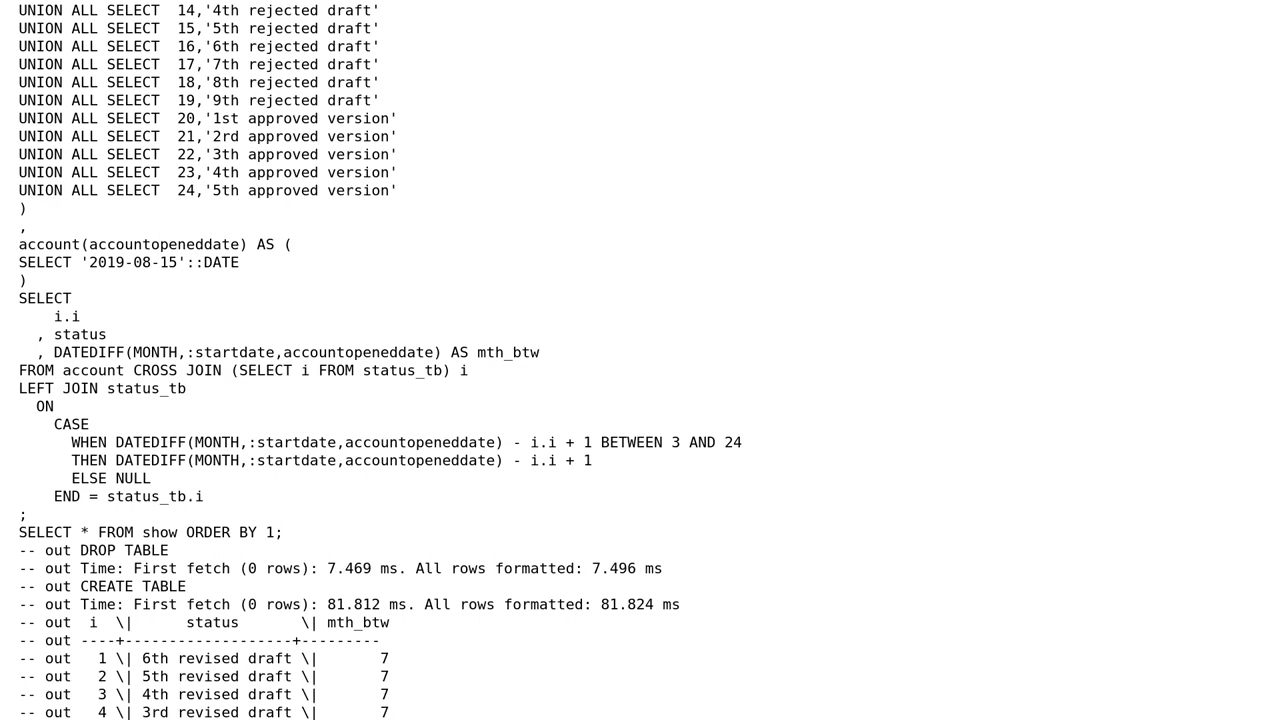 UNION ALL SELECT  14,'4th rejected draft'
UNION ALL SELECT  15,'5th rejected draft'
UNION ALL SELECT  16,'6th rejected draft'
UNION ALL SELECT  17,'7th rejected draft'
UNION ALL SELECT  18,'8th rejected draft'
UNION ALL SELECT  19,'9th rejected draft'
UNION ALL SELECT  20,'1st approved version'
UNION ALL SELECT  21,'2rd approved version'
UNION ALL SELECT  22,'3th approved version'
UNION ALL SELECT  23,'4th approved version'
UNION ALL SELECT  24,'5th approved version'
)
,
account(accountopeneddate) AS (
SELECT '2019-08-15'::DATE
)
SELECT
    i.i
  , status
  , DATEDIFF(MONTH,:startdate,accountopeneddate) AS mth_btw
FROM account CROSS JOIN (SELECT i FROM status_tb) i
LEFT JOIN status_tb
  ON
    CASE
      WHEN DATEDIFF(MONTH,:startdate,accountopeneddate) - i.i + 1 BETWEEN 3 AND 24
      THEN DATEDIFF(MONTH,:startdate,accountopeneddate) - i.i + 1
      ELSE NULL
    END = status_tb.i
;
SELECT * FROM show ORDER BY 1;
-- out DROP TABLE
-- out Time: First fetch (0 rows): 7.469 ms. All rows formatted: 7.496 ms
-- out CREATE TABLE
-- out Time: First fetch (0 rows): 81.812 ms. All rows formatted: 81.824 ms
-- out  i  \|      status       \| mth_btw
-- out ----+-------------------+---------
-- out   1 \| 6th revised draft \|       7
-- out   2 \| 5th revised draft \|       7
-- out   3 \| 4th revised draft \|       7
-- out   4 \| 3rd revised draft \|       7